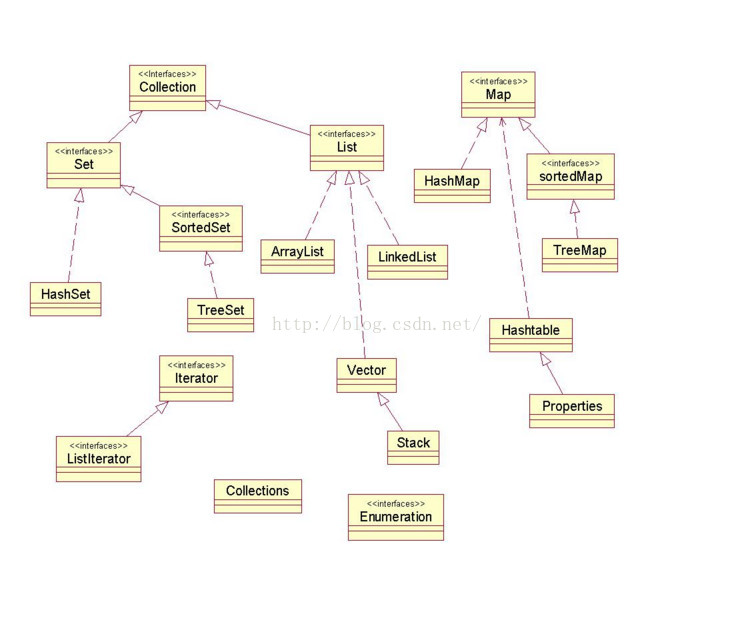 <<Interfaces>>
Collection
<<interfaces>>
Map
<<interfaces>>
List
<<interfaces>>
Set
<<interfaces>>
sortedMap
HashMap
<<interfaces>>
SortedSet
ArrayList
LinkedList
TreeMap
HashSet
TreeSet
http://blog.csdn.net/
Hashtable
<<interfaces>>
Iterator
Vector
Properties
<<interfaces>>
ListIterator
Stack
Collections
<<interfaces>>
Enumeration